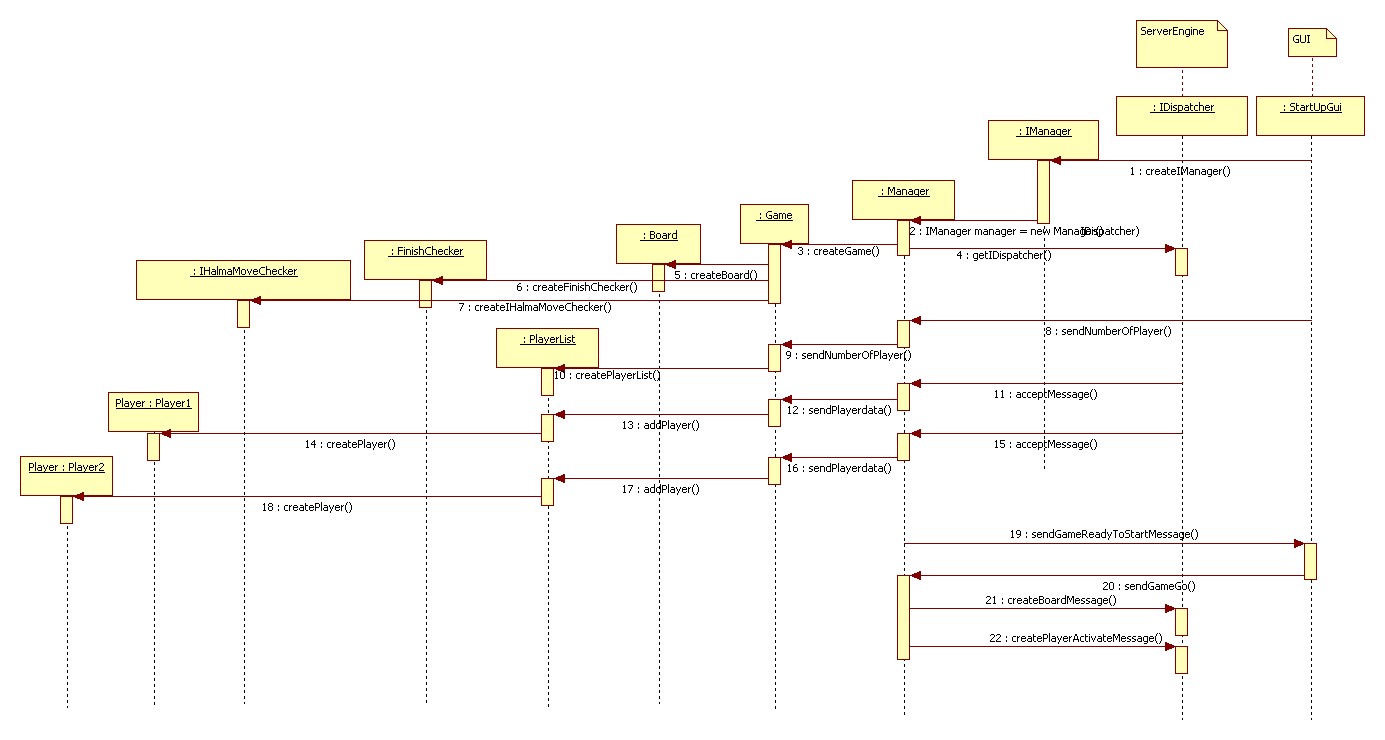 ServerEngine
GUI
: IDispatcher
: StartUpGui
: IManager
1 : createIManager()
: Manager
: Game
2 : IManager manager = new Manager()
IDispatcher)
: Board
3 : createGame()
4 : getIDispatcher()
: FinishChecker
: IHalmaMoveChecker
5 : createBoard()
6 : createFinishChecker()
7 : createIHalmaMoveChecker()
8 : sendNumberOfPlayer()
: PlayerList
9 : sendNumberOfPlayer()
10 : createPlayerList()
11 : acceptMessage()
Player : Player1
12 : sendPlayerdata()
13 : addPlayer()
14 : createPlayer()
15 : acceptMessage()
Player : Player2
16 : sendPlayerdata()
17 : addPlayer()
18 : createPlayer()
19 : sendGameReadyToStartMessage()
20 : sendGameGo()
21 : createBoardMessage()
22 : createPlayerActivateMessage()